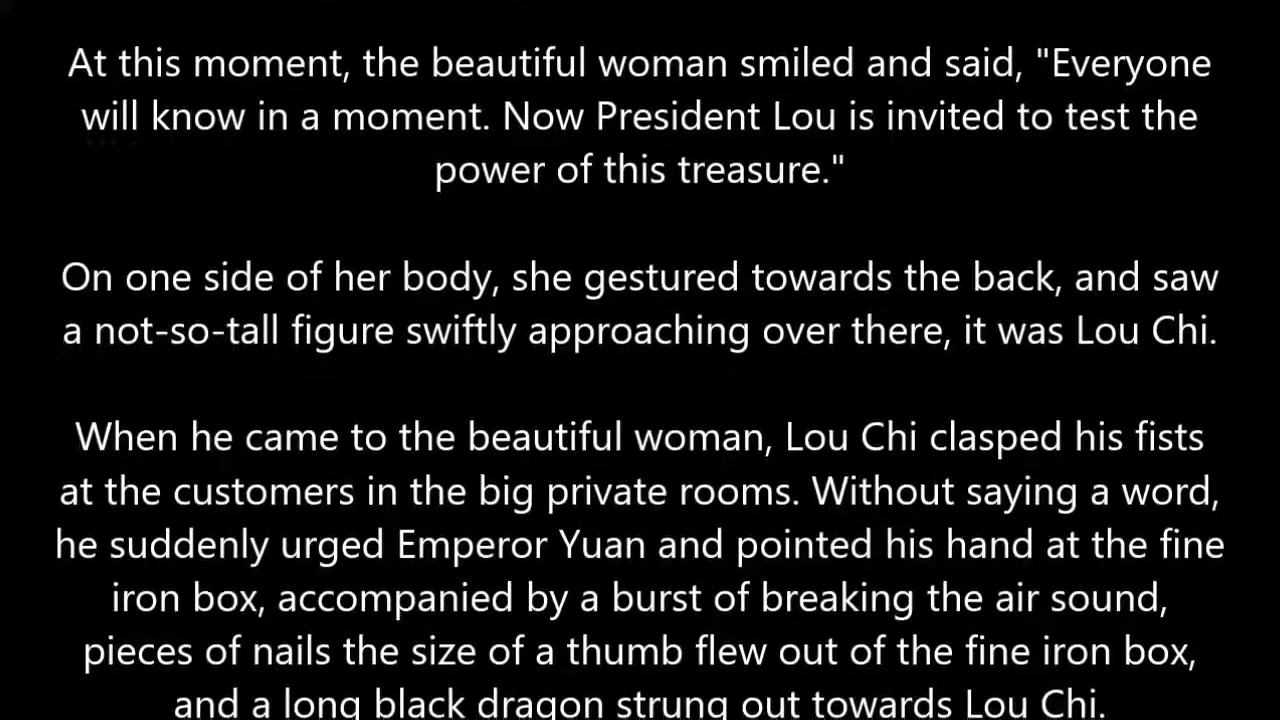 At this moment, the beautiful woman smiled and said, "Everyone
will know in a moment. Now President Lou is invited to test the
power of this treasure."
On one side of her body, she gestured towards the back, and saw
a not-so-tall figure swiftly approaching over there, it was Lou Chi.
When he came to the beautiful woman, Lou Chi clasped his fists
at the customers in the big private rooms. Without saying a word,
he suddenly urged Emperor Yuan and pointed his hand at the fine
iron box, accompanied by a burst of breaking the air sound,
pieces of nails the size of a thumb flew out of the fine iron box,
and a long black dragon strung out towards Lou Chi.